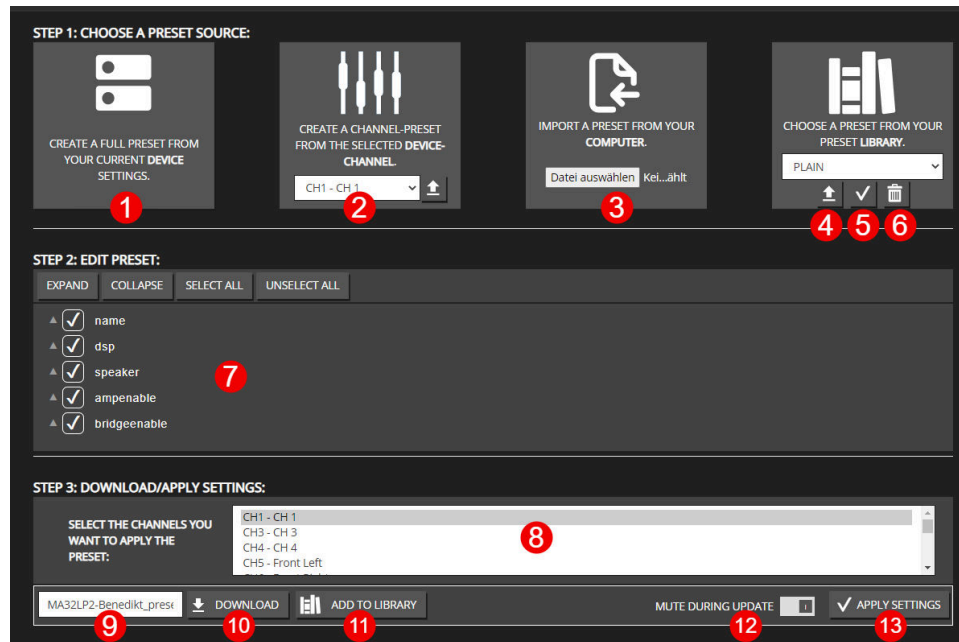 STEP 1: CHOOSE A PRESET SOURCE:
CREATE A FULL PRESET FROM
YOUR CURRENT DEVICE
SETTINGS.
1
CREATE A CHANNEL-PRESET
FROM THE SELECTED DEVICE-
CHANNEL.
CH1 - CH 1
2
IMPORT A PRESET FROM YOUR
COMPUTER.
Datei auswählen Kei...ählt
3
CHOOSE A PRESET FROM YOUR
PRESET LIBRARY.
PLAIN
4 5 6
STEP 2: EDIT PRESET:
EXPAND COLLAPSE SELECT ALL UNSELECT ALL
name
dsp
speaker
ampenable
bridgeenable
7
STEP 3: DOWNLOAD/APPLY SETTINGS:
SELECT THE CHANNELS YOU
WANT TO APPLY THE
PRESET:
CH1 - CH 1
CH3 - CH 3
CH4 - CH 4
CH5 - Front Left
8
MA32LP2-Benedikt_prese DOWNLOAD ADD TO LIBRARY MUTE DURING UPDATE APPLY SETTINGS
9 10 11 12 13